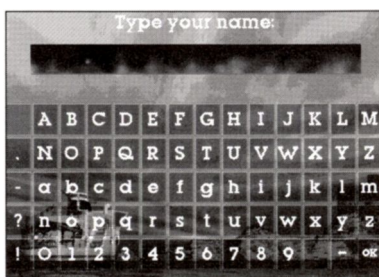 Type your name:
A B C D E F G H I J K L M
. N O P Q R S T U V W X Y Z
- a b c d e f g h i j k l m
? n o p q r s t u v w x y z
! 0 1 2 3 4 5 6 7 8 9 - OK